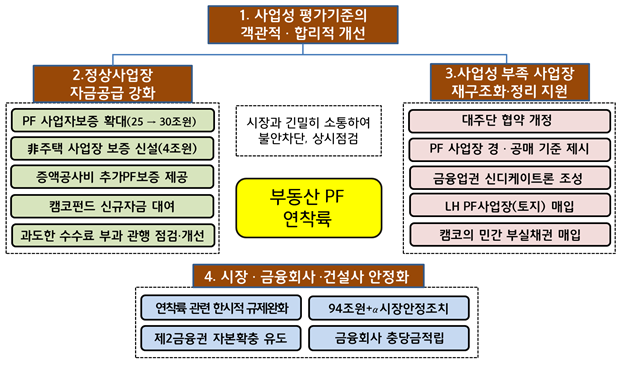 1. 사업성 평가기준의
객관적 · 합리적 개선
2.정상사업장
자금공급 강화
PF 사업자보증 확대(25 → 30조원)
非주택 사업장 보증 신설(4조원)
증액공사비 추가PF보증 제공
캠코펀드 신규자금 대여
과도한 수수료 부과 관행 점검·개선
시장과 긴밀히 소통하여
불안차단, 상시점검
부동산 PF
연착륙
3.사업성 부족 사업장
재구조화·정리 지원
대주단 협약 개정
PF 사업장 경 · 공매 기준 제시
금융업권 신디케이트론 조성
LH PF사업장(토지) 매입
캠코의 민간 부실채권 매입
4. 시장 · 금융회사 ·건설사 안정화
연착륙 관련 한시적 규제완화
94조원+α시장안정조치
제2금융권 자본확충 유도
금융회사 충당금적립